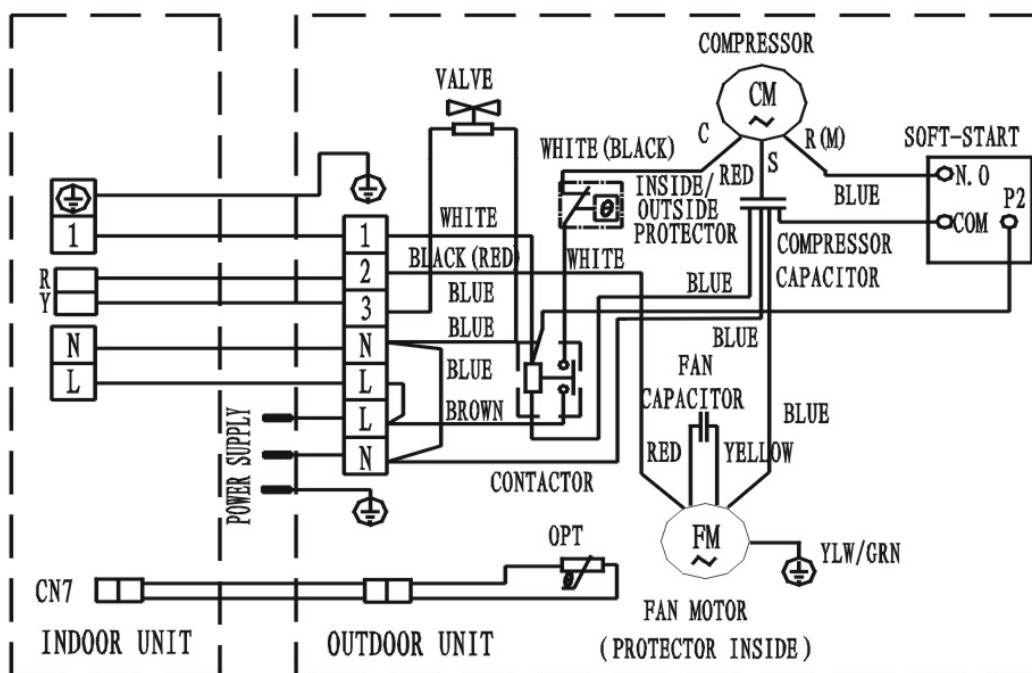 COMPRESSOR
VALVE
CM
C
S
R(M)
SOFT-START
WHITE(BLACK)
RED
BLUE
N.O
COM
P2
INSIDE/
OUTSIDE
PROTECTOR
θ
COMPRESSOR
CAPACITOR
1
R
Y
N
L
1
2
3
N
L
L
N
WHITE
BLACK(RED)
BLUE
BLUE
BLUE
BROWN
WHITE
BLUE
BLUE
FAN
CAPACITOR
BLUE
RED
YELLOW
POWER SUPPLY
CONTACTOR
FM
YLW/GRN
OPT
θ
CN7
FAN MOTOR
(PROTECTOR INSIDE)
INDOOR UNIT
OUTDOOR UNIT